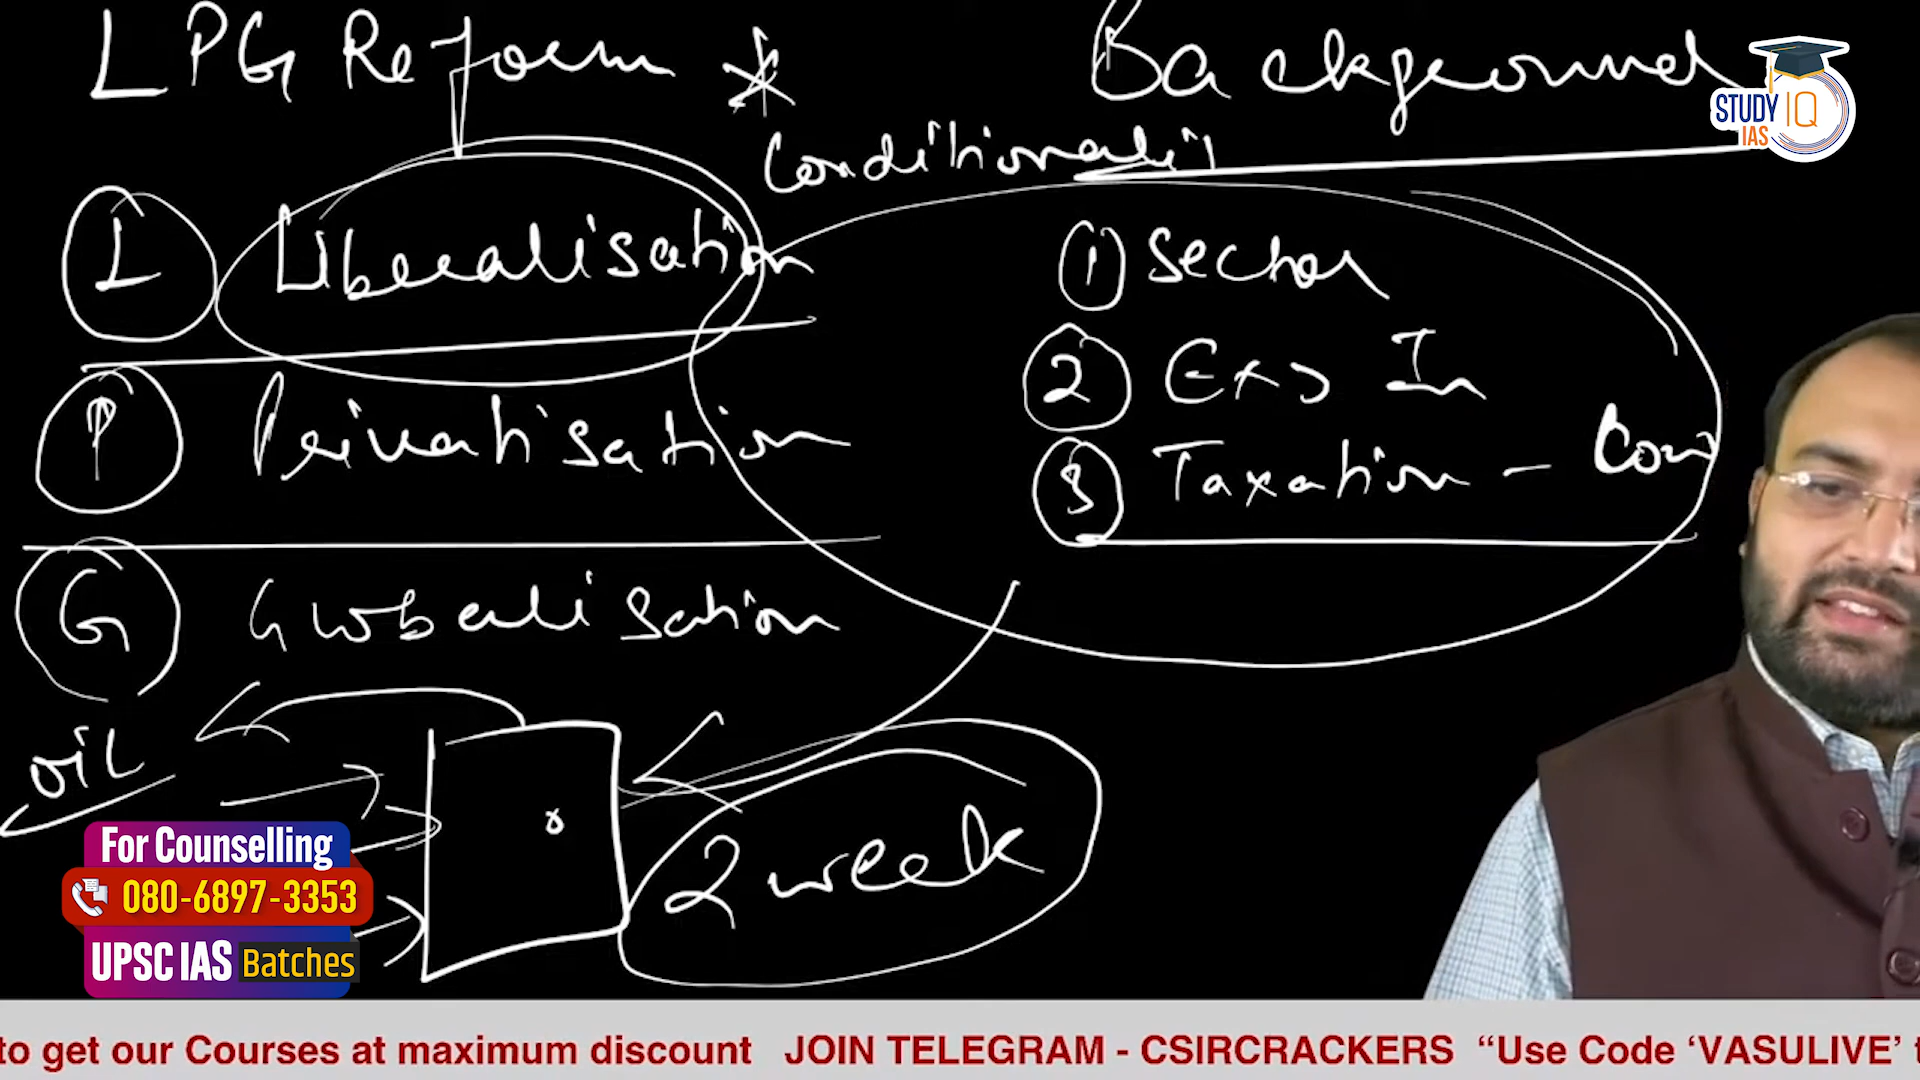 LPG Reform *
Background
STUDY IQ
IAS
Conditionali
L Liberalisation
1 Sector
2 Ex In
P Privatisation
3 Taxation - Con
G Globalisation
oil
2 week
For Counselling
080-6897-3353
UPSC IAS Batches
to get our Courses at maximum discount JOIN TELEGRAM - CSIRCRACKERS “Use Code ‘VASULIVE’ t